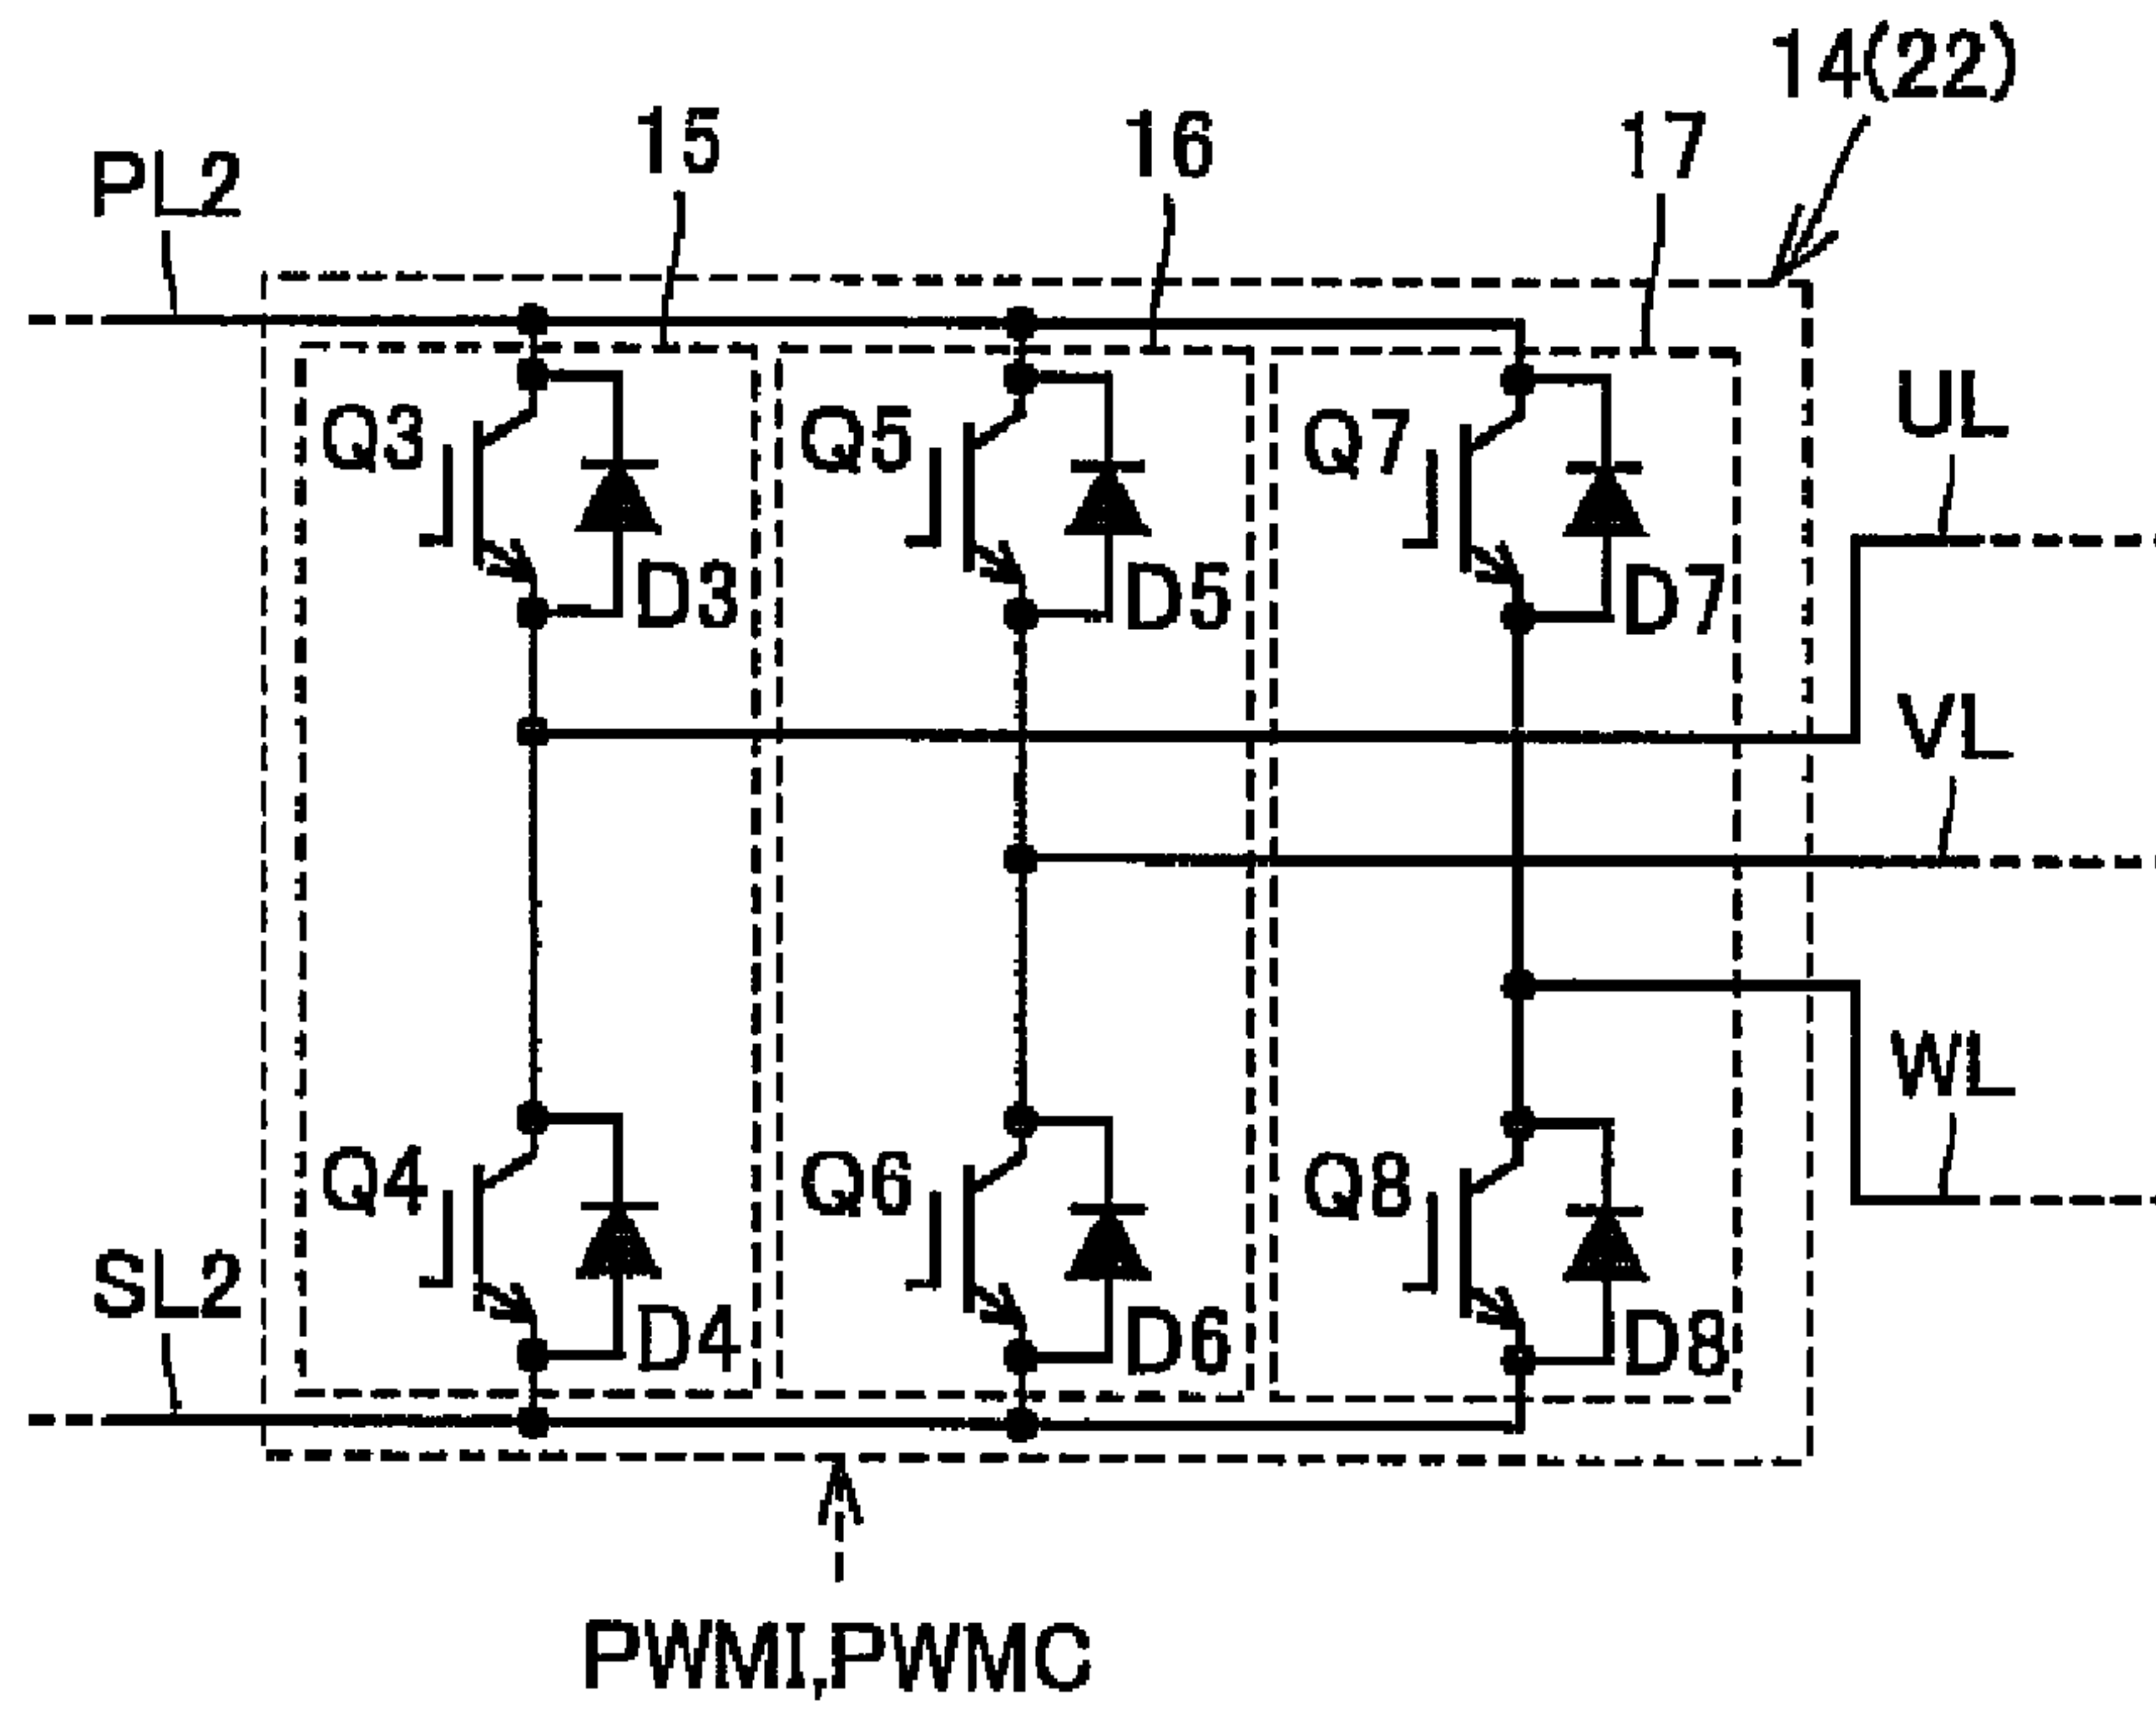 14(22)
15
16
17
PL2
UL
Q3
Q5
Q7
D3
D5
D7
VL
WL
Q4
Q6
Q8
SL2
D4
D6
D8
PWMI,PWMC